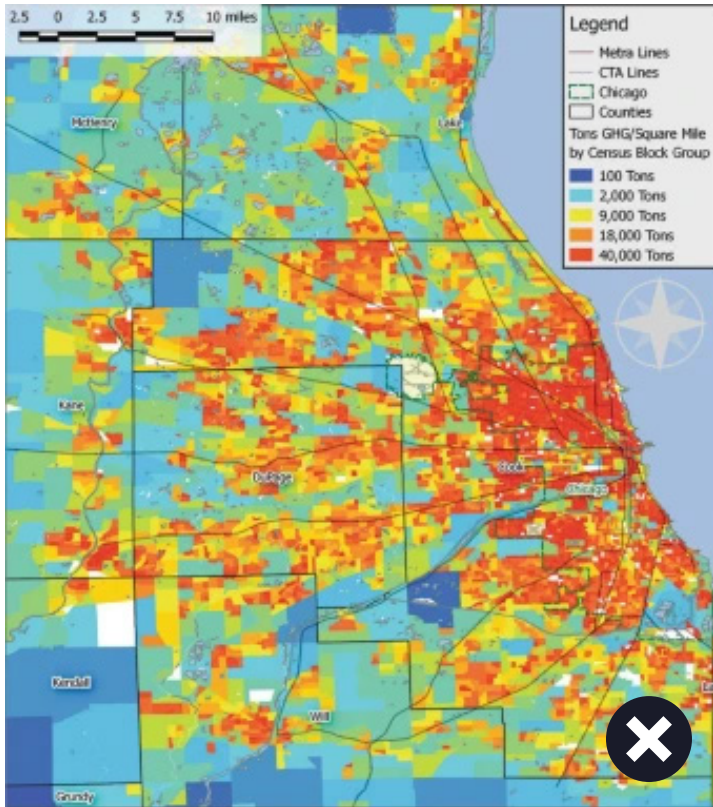 2.5 0 2.5 5 7.5 10 miles
Legend
Metra Lines
CTA Lines
Chicago
Counties
Tons GHG/Square Mile
by Census Block Group
100 Tons
2,000 Tons
9,000 Tons
18,000 Tons
40,000 Tons
McHenry
Lake
Kane
DuPage
Cook
Chicago
Kendall
Will
Grundy